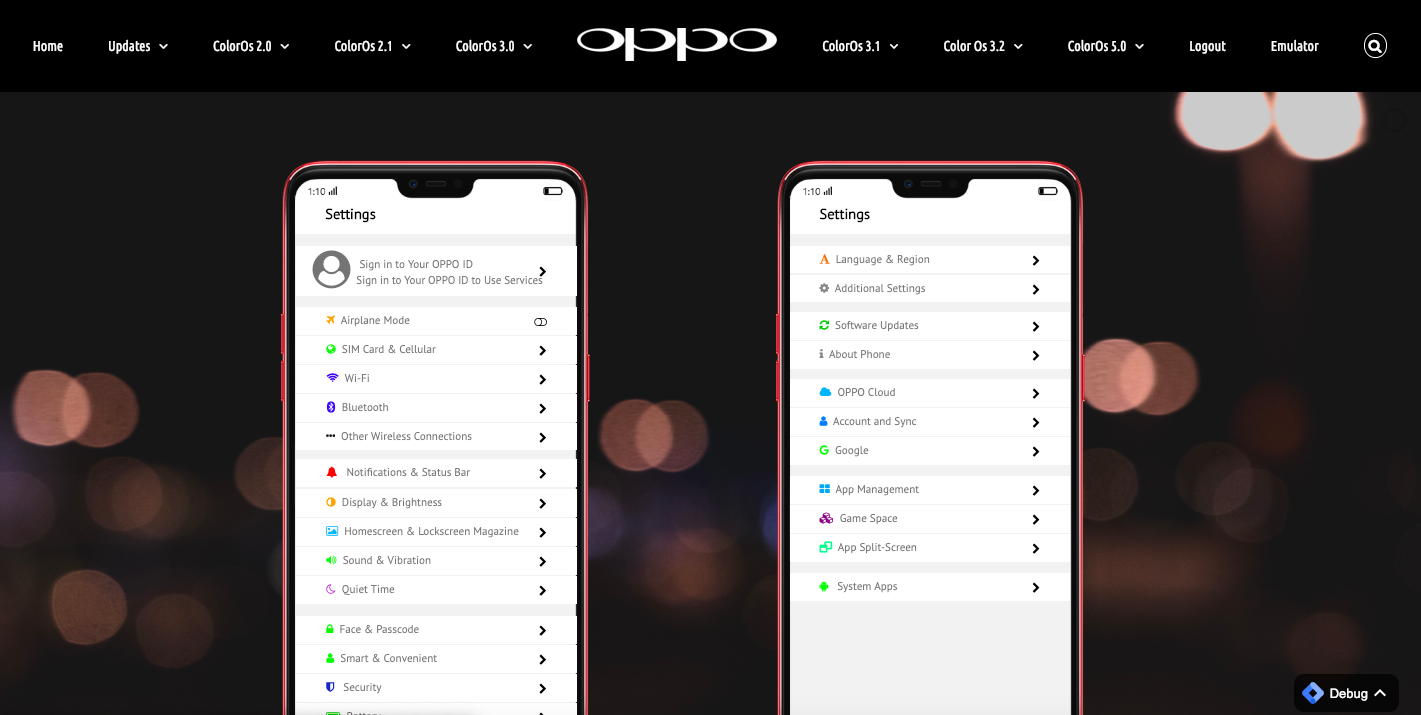 Home
Updates
ColorOs 2.0
ColorOs 2.1
ColorOs 3.0
oppo
ColorOs 3.1
Color Os 3.2
ColorOs 5.0
Logout
Emulator
1:10
Settings
Sign in to Your OPPO ID
Sign in to Your OPPO ID to Use Services
Airplane Mode
SIM Card & Cellular
Wi-Fi
Bluetooth
Other Wireless Connections
Notifications & Status Bar
Display & Brightness
Homescreen & Lockscreen Magazine
Sound & Vibration
Quiet Time
Face & Passcode
Smart & Convenient
Security
Battery
1:10
Settings
Language & Region
Additional Settings
Software Updates
About Phone
OPPO Cloud
Account and Sync
Google
App Management
Game Space
App Split-Screen
System Apps
Debug